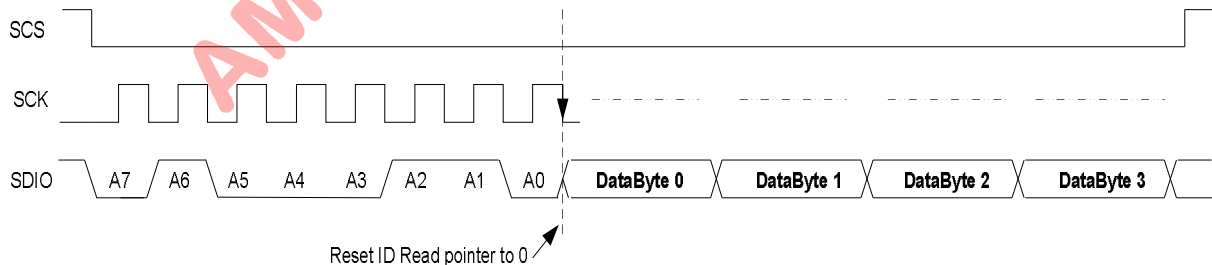 SCS
AM
SCK
SDIO A7 A6 A5 A4 A3 A2 A1 A0 DataByte 0 DataByte 1 DataByte 2 DataByte 3
Reset ID Read pointer to 0